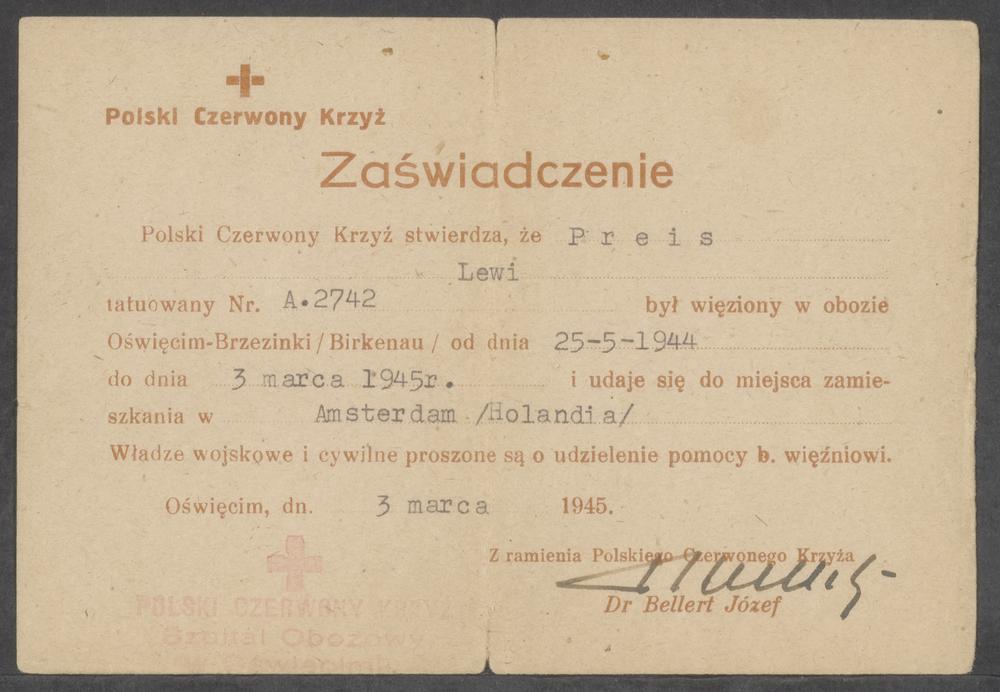 Polski Czerwony Krzyż
Zaświadczenie
Polski Czerwony Krzyż stwierdza, że Preis
Lewi
tatuowany Nr. A.2742 był więziony w obozie
Oświęcim-Brzezinki / Birkenau / od dnia 25-5-1944
do dnia 3 marca 1945r. i udaje się do miejsca zamie-
szkania w Amsterdam /Holandia/
Władze wojskowe i cywilne proszone są o udzielenie pomocy b. więźniowi.
Oświęcim, dn. 3 marca 1945.
Z ramienia Polskiego Czerwonego Krzyża
Dr Bellert Józef
POLSKI CZERWONY KRZYŻ
Szpital Obozowy
w Oświęcimiu